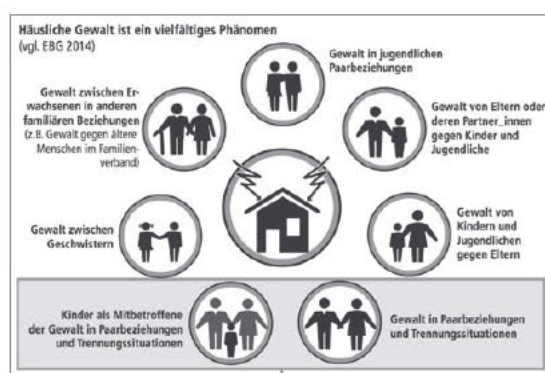 Häusliche Gewalt ist ein vielfältiges Phänomen
(vgl. EBG 2014)
Gewalt in jugendlichen
Paarbeziehungen
Gewalt zwischen Er-
wachsenen in anderen
familiären Beziehungen
(z.B. Gewalt gegen ältere
Menschen im Familien-
verband)
Gewalt von Eltern oder
deren Partner_innen
gegen Kinder und
Jugendliche
Gewalt zwischen
Geschwistern
Gewalt von
Kindern und
Jugendlichen
gegen Eltern
Kinder als Mitbetroffene
der Gewalt in Paarbeziehungen
und Trennungssituationen
Gewalt in Paarbeziehungen
und Trennungssituationen